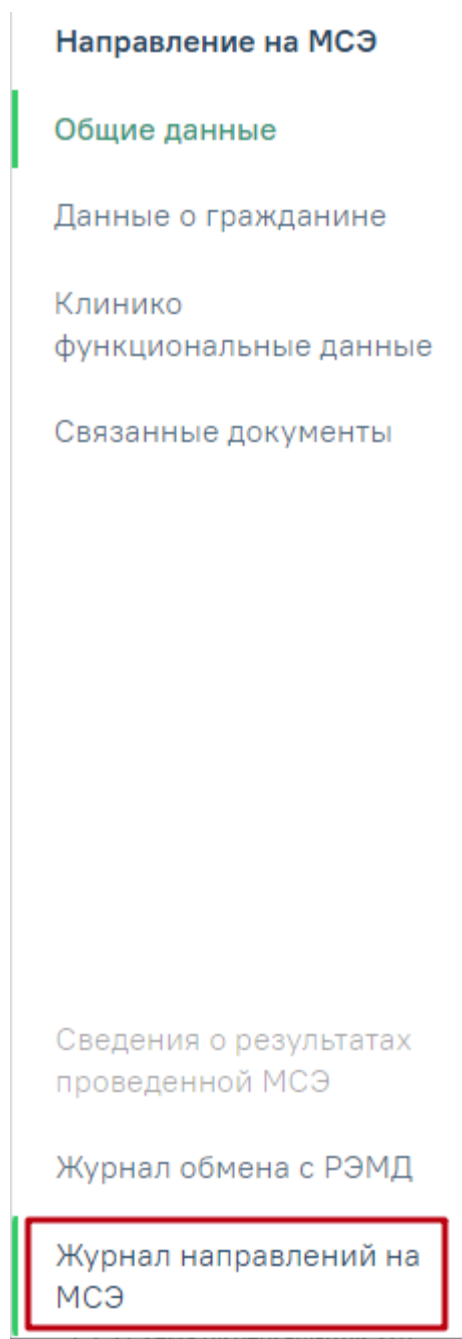 Направление на МСЭ
Общие данные
Данные о гражданине
Клинико
функциональные данные
Связанные документы
Сведения о результатах
проведенной МСЭ
Журнал обмена с РЭМД
Журнал направлений на
МСЭ